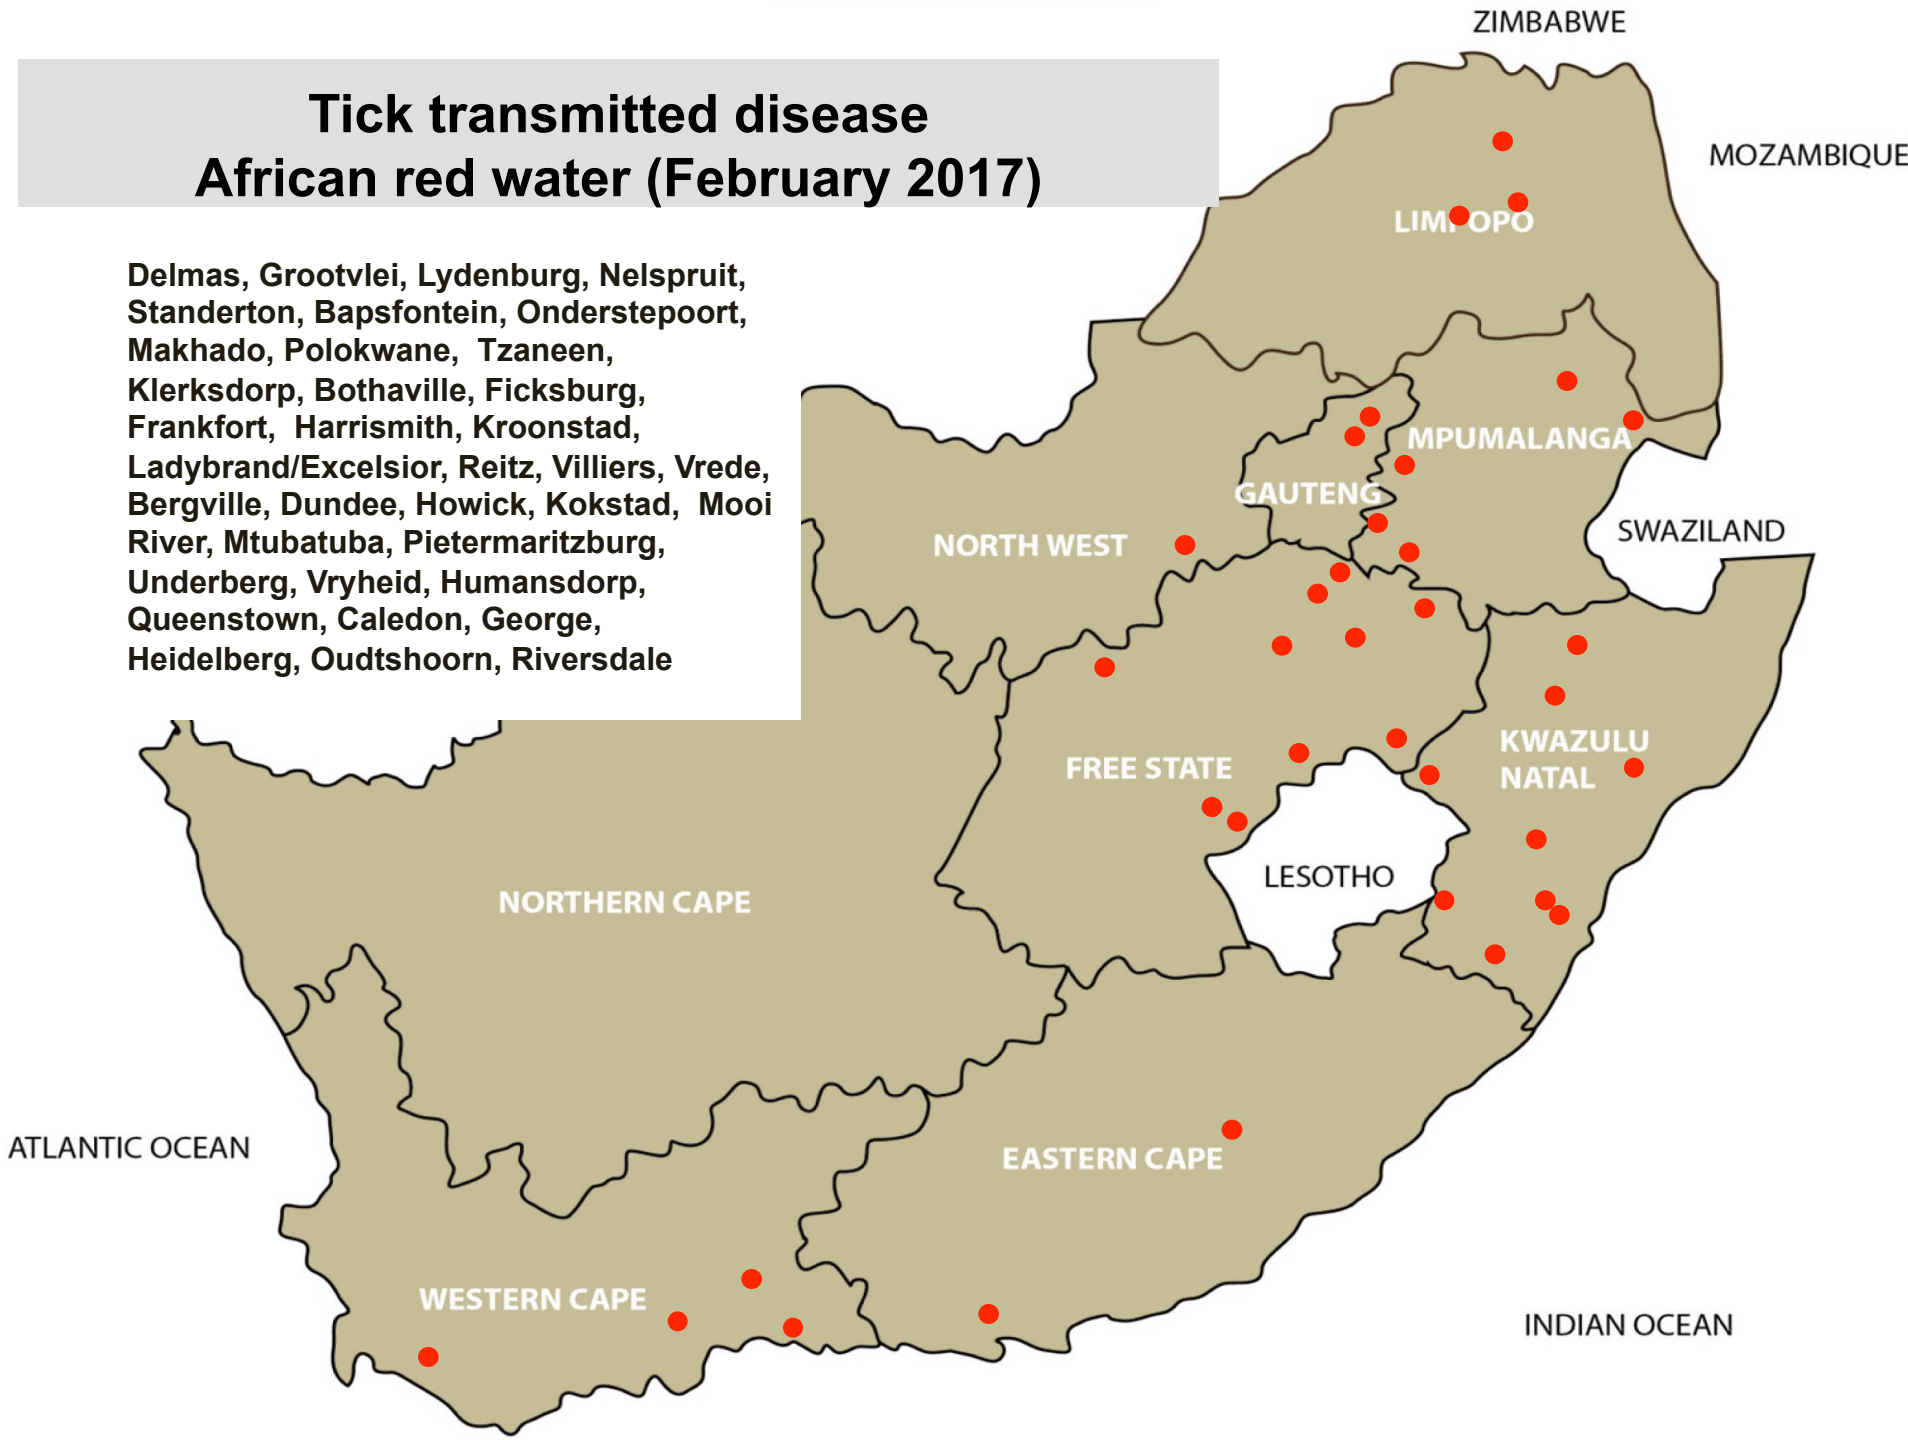 ZIMBABWE
Tick transmitted disease
African red water (February 2017)
MOZAMBIQUE
LIMPOPO
Delmas, Grootvlei, Lydenburg, Nelspruit,
Standerton, Bapsfontein, Onderstepoort,
Makhado, Polokwane, Tzaneen,
Klerksdorp, Bothaville, Ficksburg,
Frankfort, Harrismith, Kroonstad,
Ladybrand/Excelsior, Reitz, Villiers, Vrede,
Bergville, Dundee, Howick, Kokstad, Mooi
River, Mtubatuba, Pietermaritzburg,
Underberg, Vryheid, Humansdorp,
Queenstown, Caledon, George,
Heidelberg, Oudtshoorn, Riversdale
MPUMALANGA
GAUTENG
SWAZILAND
NORTH WEST
KWAZULU
NATAL
FREE STATE
LESOTHO
NORTHERN CAPE
ATLANTIC OCEAN
EASTERN CAPE
WESTERN CAPE
INDIAN OCEAN